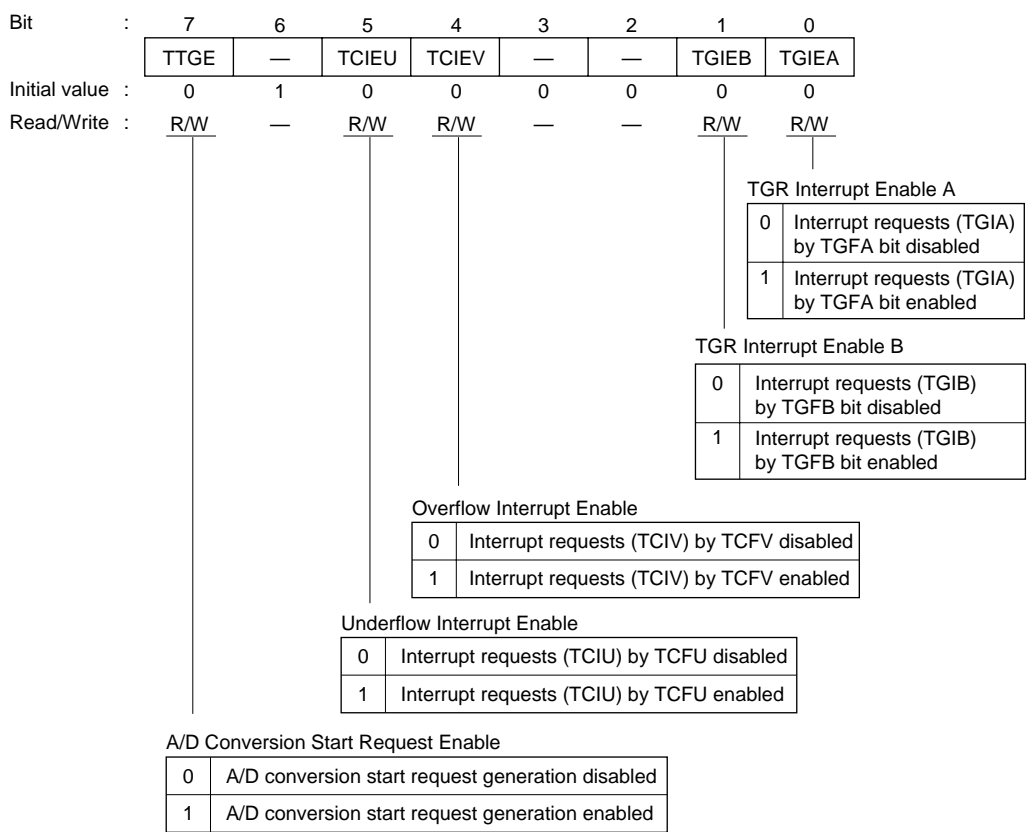 Bit : 7 6 5 4 3 2 1 0
TTGE — TCIEU TCIEV — — TGIEB TGIEA
Initial value : 0 1 0 0 0 0 0 0
Read/Write : R/W — R/W R/W — — R/W R/W
TGR Interrupt Enable A
0 Interrupt requests (TGIA)
by TGFA bit disabled
1 Interrupt requests (TGIA)
by TGFA bit enabled
TGR Interrupt Enable B
0 Interrupt requests (TGIB)
by TGFB bit disabled
1 Interrupt requests (TGIB)
by TGFB bit enabled
Overflow Interrupt Enable
0 Interrupt requests (TCIV) by TCFV disabled
1 Interrupt requests (TCIV) by TCFV enabled
Underflow Interrupt Enable
0 Interrupt requests (TCIU) by TCFU disabled
1 Interrupt requests (TCIU) by TCFU enabled
A/D Conversion Start Request Enable
0 A/D conversion start request generation disabled
1 A/D conversion start request generation enabled